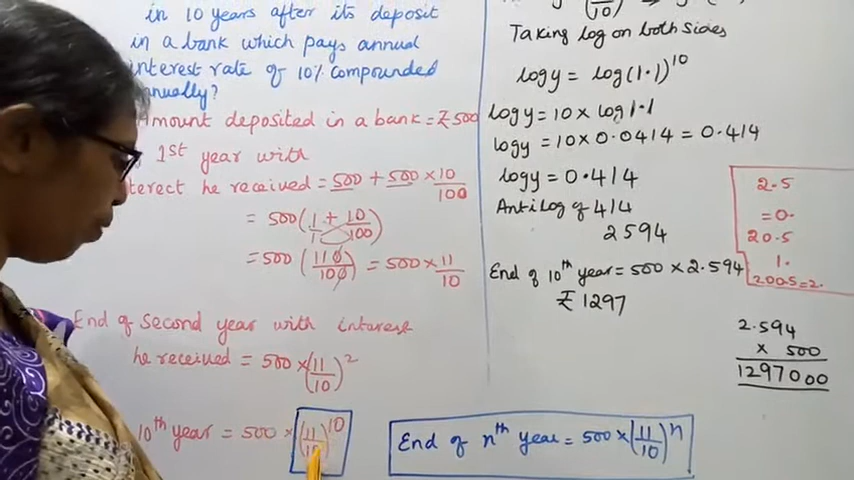 in 10 years after its deposit
in a bank which pays annual
interest rate of 10% compounded
annually?
Amount deposited in a bank = ₹500
1st year with
interect he received = 500 + 500 × 10/100
= 500(1/1 + 10/100)
= 500 (110/100) = 500 × 11/10
End of Second year with interest
he received = 500 × (11/10)^2
10th year = 500 × (11/10)^10
Taking log on both sides
log y = log (1.1)^10
log y = 10 × log 1.1
log y = 10 × 0.0414 = 0.414
log y = 0.414
Antilog of 414
2594
End of 10th year = 500 × 2.594
₹ 1297
2.5
= 0.
20.5
1.
200.5 = 2.
2.594
× 500
1297000
End of nth year = 500 × (11/10)^n